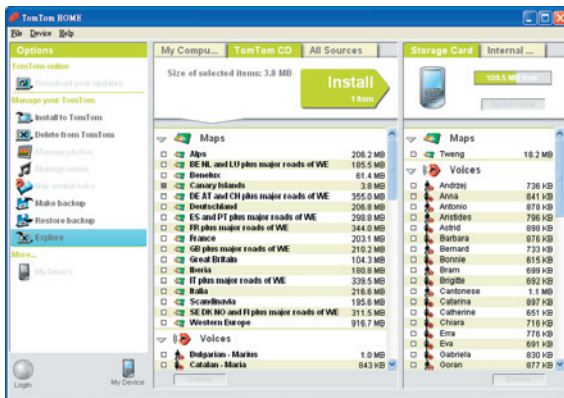 TomTom HOME
File Device Help
Options
TomTom online
Download your updates
Manage your TomTom
Install to TomTom
Delete from TomTom
Manage photos
Manage music
Buy audiobooks
Make backup
Restore backup
Explore
More...
My Device
Login
My Device
My Compu...
TomTom CD
All Sources
Size of selected items: 3.8 MB
Install
1 item
Maps
Alps 206.2 MB
BE NL and LU plus major roads of WE 185.5 MB
Benelux 61.4 MB
Canary Islands 3.8 MB
DE AT and CH plus major roads of WE 355.0 MB
Deutschland 206.8 MB
ES and PT plus major roads of WE 298.8 MB
FR plus major roads of WE 344.0 MB
France 203.1 MB
GB plus major roads of WE 210.2 MB
Great Britain 104.3 MB
Iberia 180.8 MB
IT plus major roads of WE 339.5 MB
Italia 216.6 MB
Scandinavia 195.6 MB
SE DK NO and FI plus major roads of WE 311.5 MB
Western Europe 916.7 MB
Voices
Bulgarian - Marius 1.0 MB
Catalan - Maria 843 kB
Storage Card
Internal ...
109.5 MB free
Update now
Maps
Tweng 18.2 MB
Voices
Andrzej 736 kB
Anna 841 kB
Antonio 878 kB
Aristides 796 kB
Astrid 898 kB
Barbara 876 kB
Bernard 733 kB
Bonnie 615 kB
Bram 699 kB
Brigitte 692 kB
Cantonese 1.1 MB
Catarina 897 kB
Catherine 651 kB
Chiara 716 kB
Erra 776 kB
Eva 691 kB
Gabriela 830 kB
Goran 877 kB